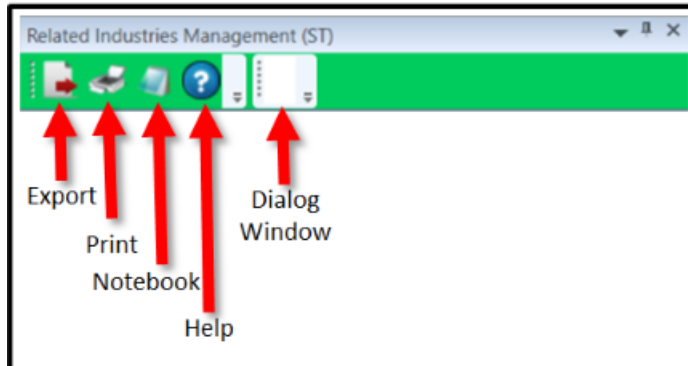 Related Industries Management (ST)
?
Export
Print
Notebook
Help
Dialog
Window